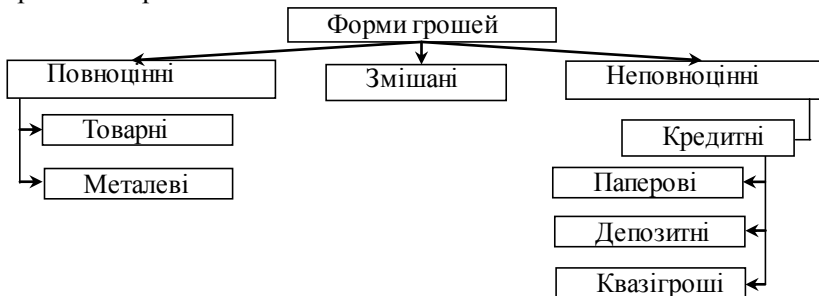 Форми грошей
Повноцінні
Змішані
Неповноцінні
Товарні
Кредитні
Металеві
Паперові
Депозитні
Квазігроші